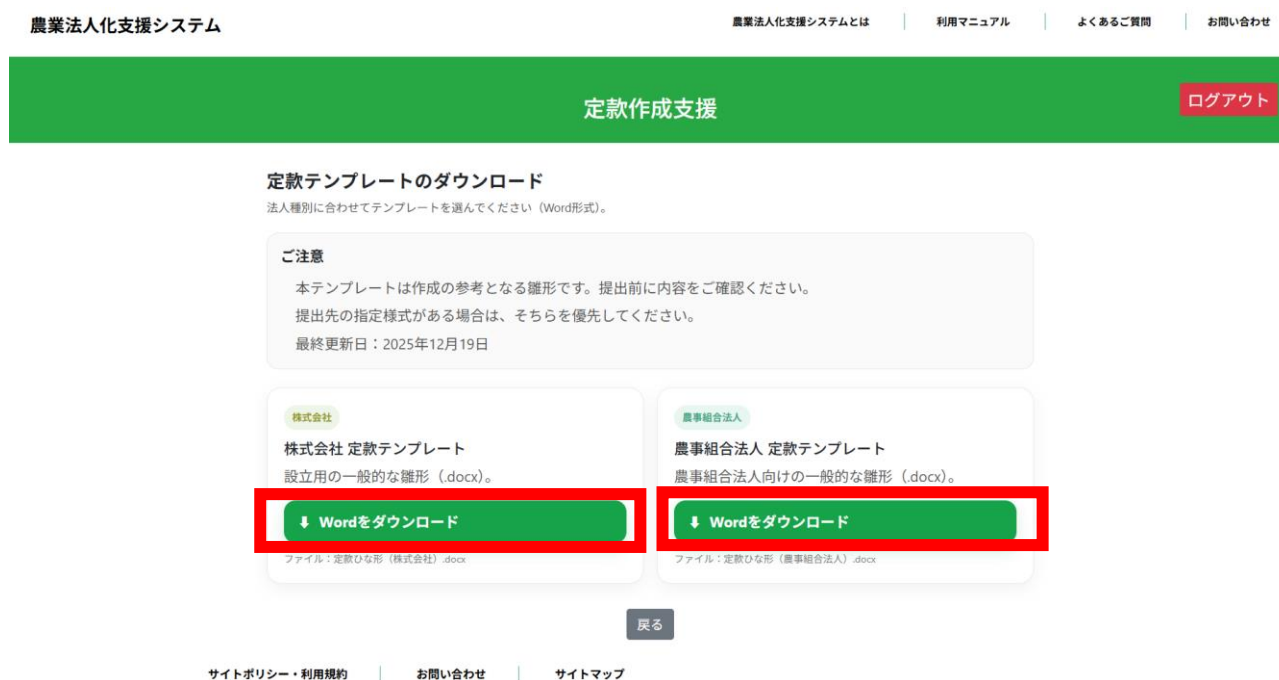 農業法人化支援システム
農業法人化支援システムとは
利用マニュアル
よくあるご質問
お問い合わせ
定款作成支援
ログアウト
定款テンプレートのダウンロード
法人種別に合わせてテンプレートを選んでください（Word形式）。
ご注意
本テンプレートは作成の参考となる雛形です。提出前に内容をご確認ください。
提出先の指定様式がある場合は、そちらを優先してください。
最終更新日：2025年12月19日
株式会社
株式会社 定款テンプレート
設立用の一般的な雛形（.docx）。
⬇ Wordをダウンロード
ファイル：定款ひな形（株式会社）.docx
農事組合法人
農事組合法人 定款テンプレート
農事組合法人向けの一般的な雛形（.docx）。
⬇ Wordをダウンロード
ファイル：定款ひな形（農事組合法人）.docx
戻る
サイトポリシー・利用規約
お問い合わせ
サイトマップ